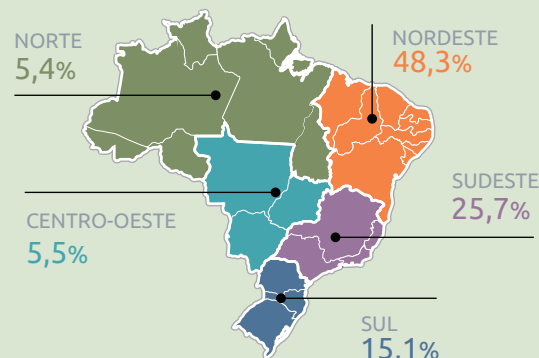 NORTE
5,4%
NORDESTE
48,3%
SUDESTE
25,7%
CENTRO-OESTE
5,5%
SUL
15,1%